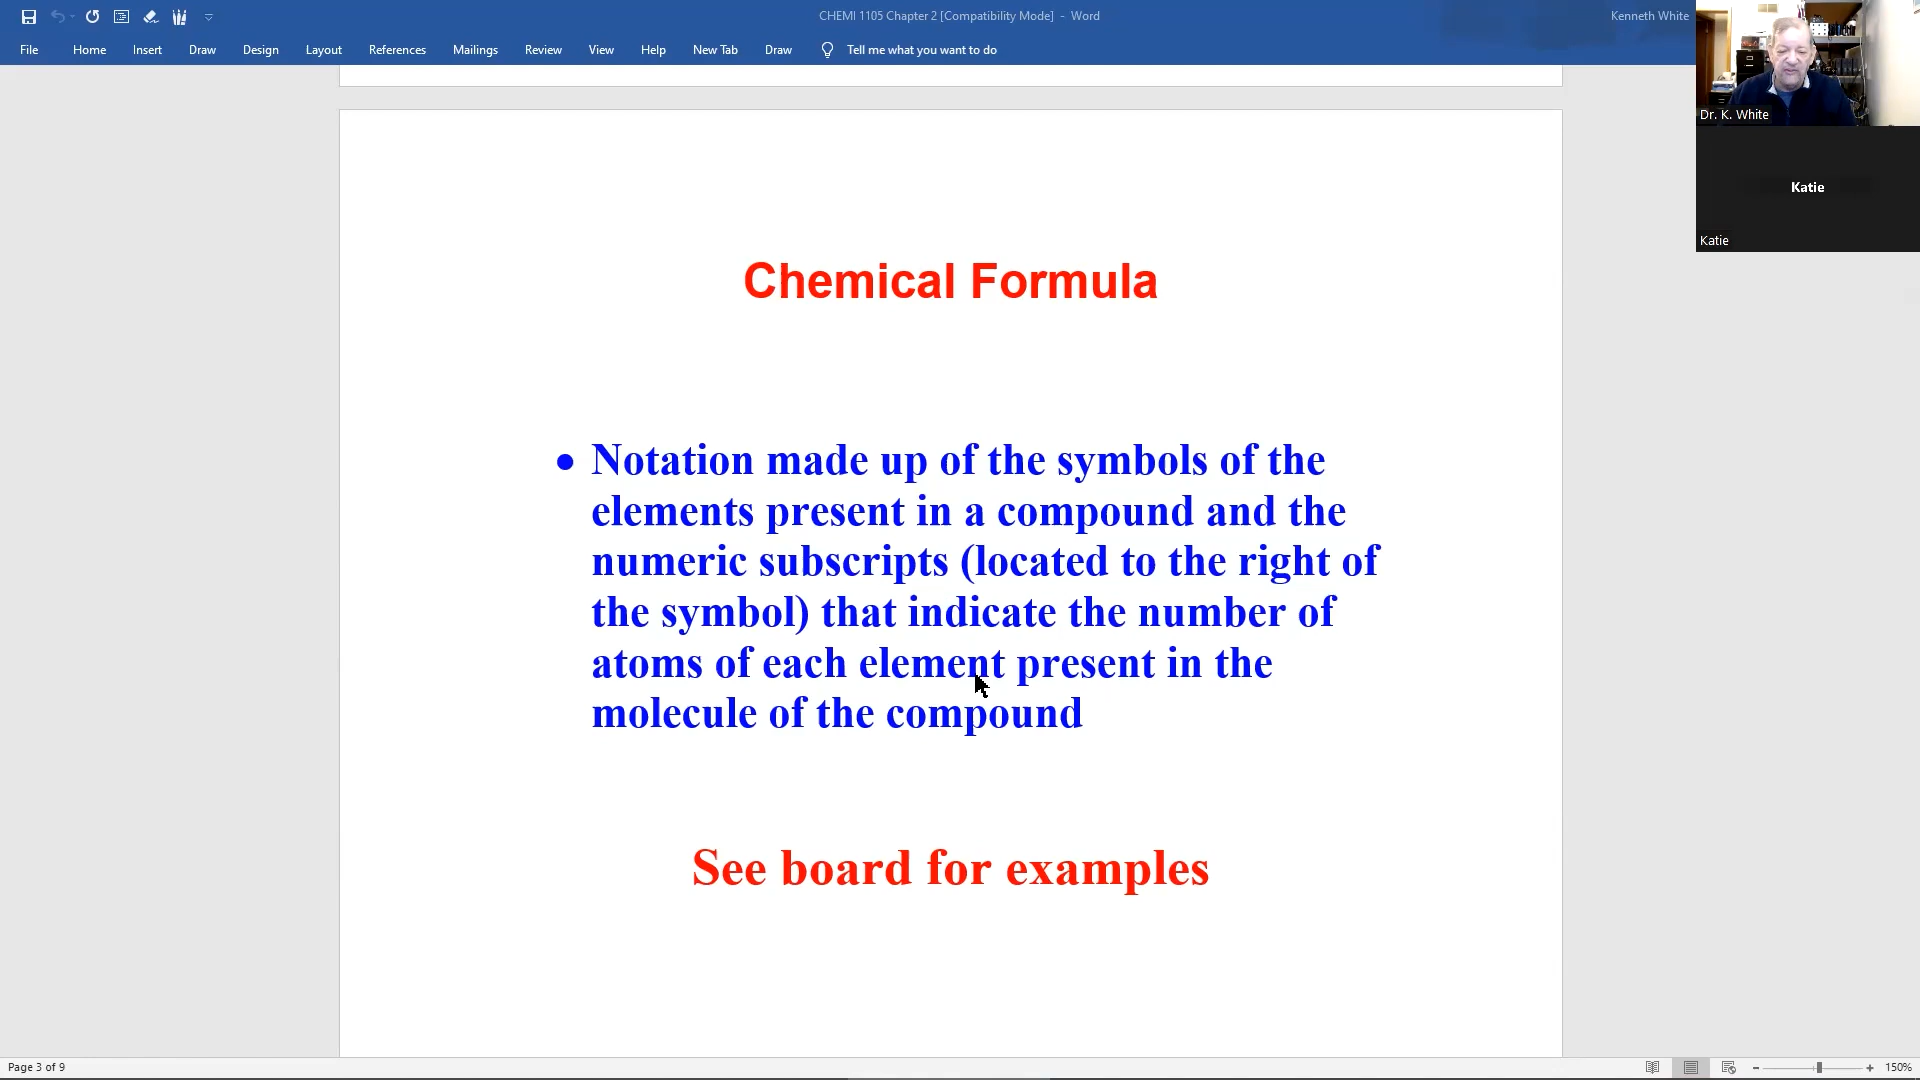 CHEMI 1105 Chapter 2 [Compatibility Mode] - Word
Kenneth White
File Home Insert Draw Design Layout References Mailings Review View Help New Tab Draw Tell me what you want to do
Dr. K. White
Katie
Katie
Chemical Formula
• Notation made up of the symbols of the
elements present in a compound and the
numeric subscripts (located to the right of
the symbol) that indicate the number of
atoms of each element present in the
molecule of the compound
See board for examples
Page 3 of 9
150%